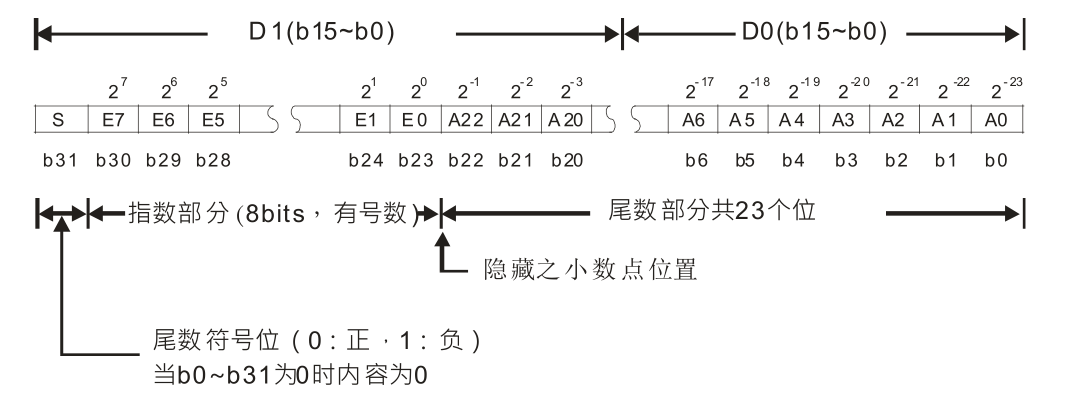 D1(b15~b0) D0(b15~b0)
2^7 2^6 2^5 2^1 2^0 2^-1 2^-2 2^-3 2^-17 2^-18 2^-19 2^-20 2^-21 2^-22 2^-23
S E7 E6 E5 E1 E0 A22 A21 A20 A6 A5 A4 A3 A2 A1 A0
b31 b30 b29 b28 b24 b23 b22 b21 b20 b6 b5 b4 b3 b2 b1 b0
指数部分(8bits，有号数) 尾数部分共23个位
隐藏之小数点位置
尾数符号位(0:正，1:负)
当b0~b31为0时内容为0